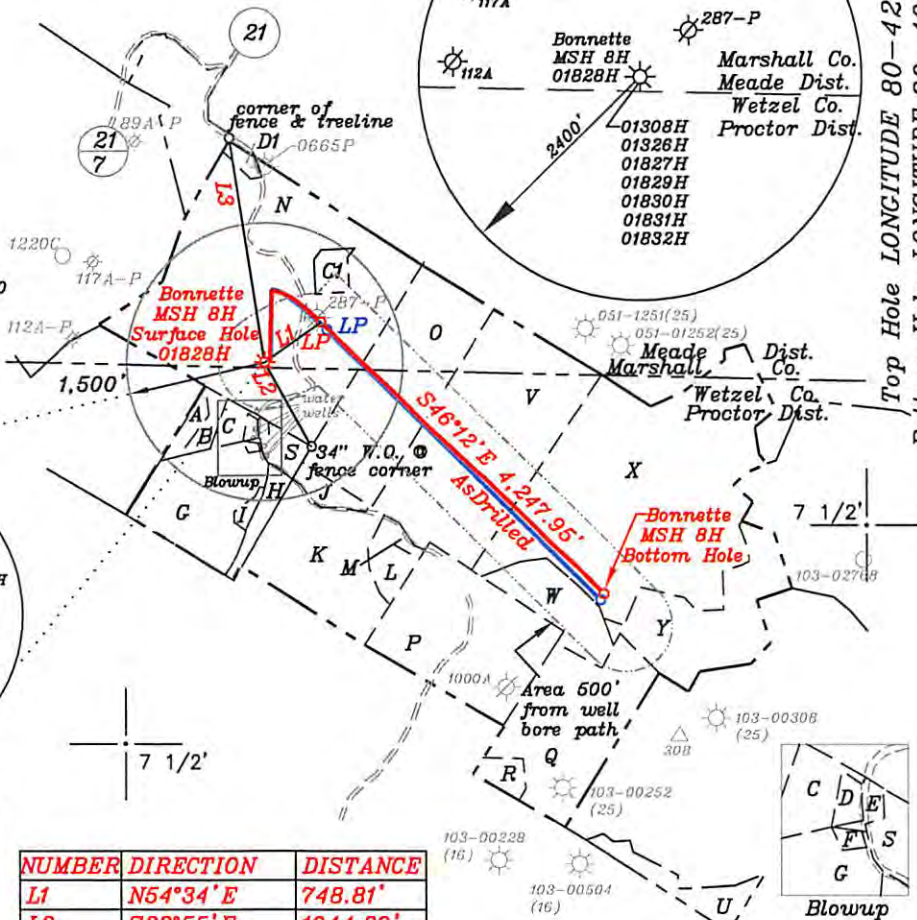 117A
287-P
112A
Bonnette
MSH 8H
01828H
Marshall Co.
Meade Dist.
Wetzel Co.
Proctor Dist.
2400'
01308H
01326H
01827H
01829H
01830H
01831H
01832H
Top Hole LONGITUDE 80-42
21
corner of
fence & treeline
89A-P
21
7
D1
0665P
L3
N
1220C
117A-P
C1
287-P
112A-P
Bonnette
MSH 8H
Surface Hole
01828H
L1
LP
LP
L2
O
051-1251(25)
051-01252(25)
Meade Dist.
Marshall Co.
Wetzel Co.
Proctor Dist.
1,500'
V
water
wells
A
B
C
S
34" W.O. @
fence corner
S46°12'E 4,247.95'
As Drilled
X
Blowup
H
J
G
I
7 1/2'
Bonnette
MSH 8H
Bottom Hole
K
M
L
W
103-02768
H
Y
P
1000A
Area 500'
from well
bore path
103-00308
(25)
308
7 1/2'
Q
R
103-00252
(25)
C
D
E
F
S
G
103-00228
(16)
103-00504
(16)
U
Blowup
NUMBER DIRECTION DISTANCE
L1 N54°34'E 748.81'